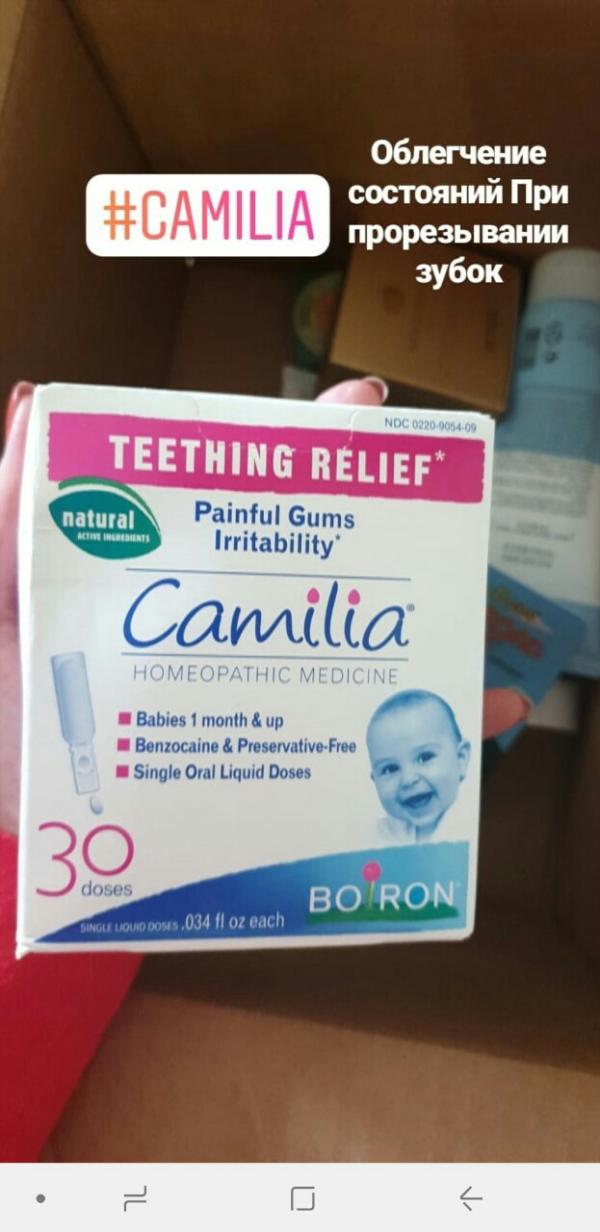 Облегчение
состояний При
прорезывании
зубок
#CAMILIA
NDC 0220-9054-09
TEETHING RELIEF*
natural
ACTIVE INGREDIENTS
Painful Gums
Irritability*
Camilia®
HOMEOPATHIC MEDICINE
Babies 1 month & up
Benzocaine & Preservative-Free
Single Oral Liquid Doses
30
doses
BOIRON
SINGLE LIQUID DOSES .034 fl oz each